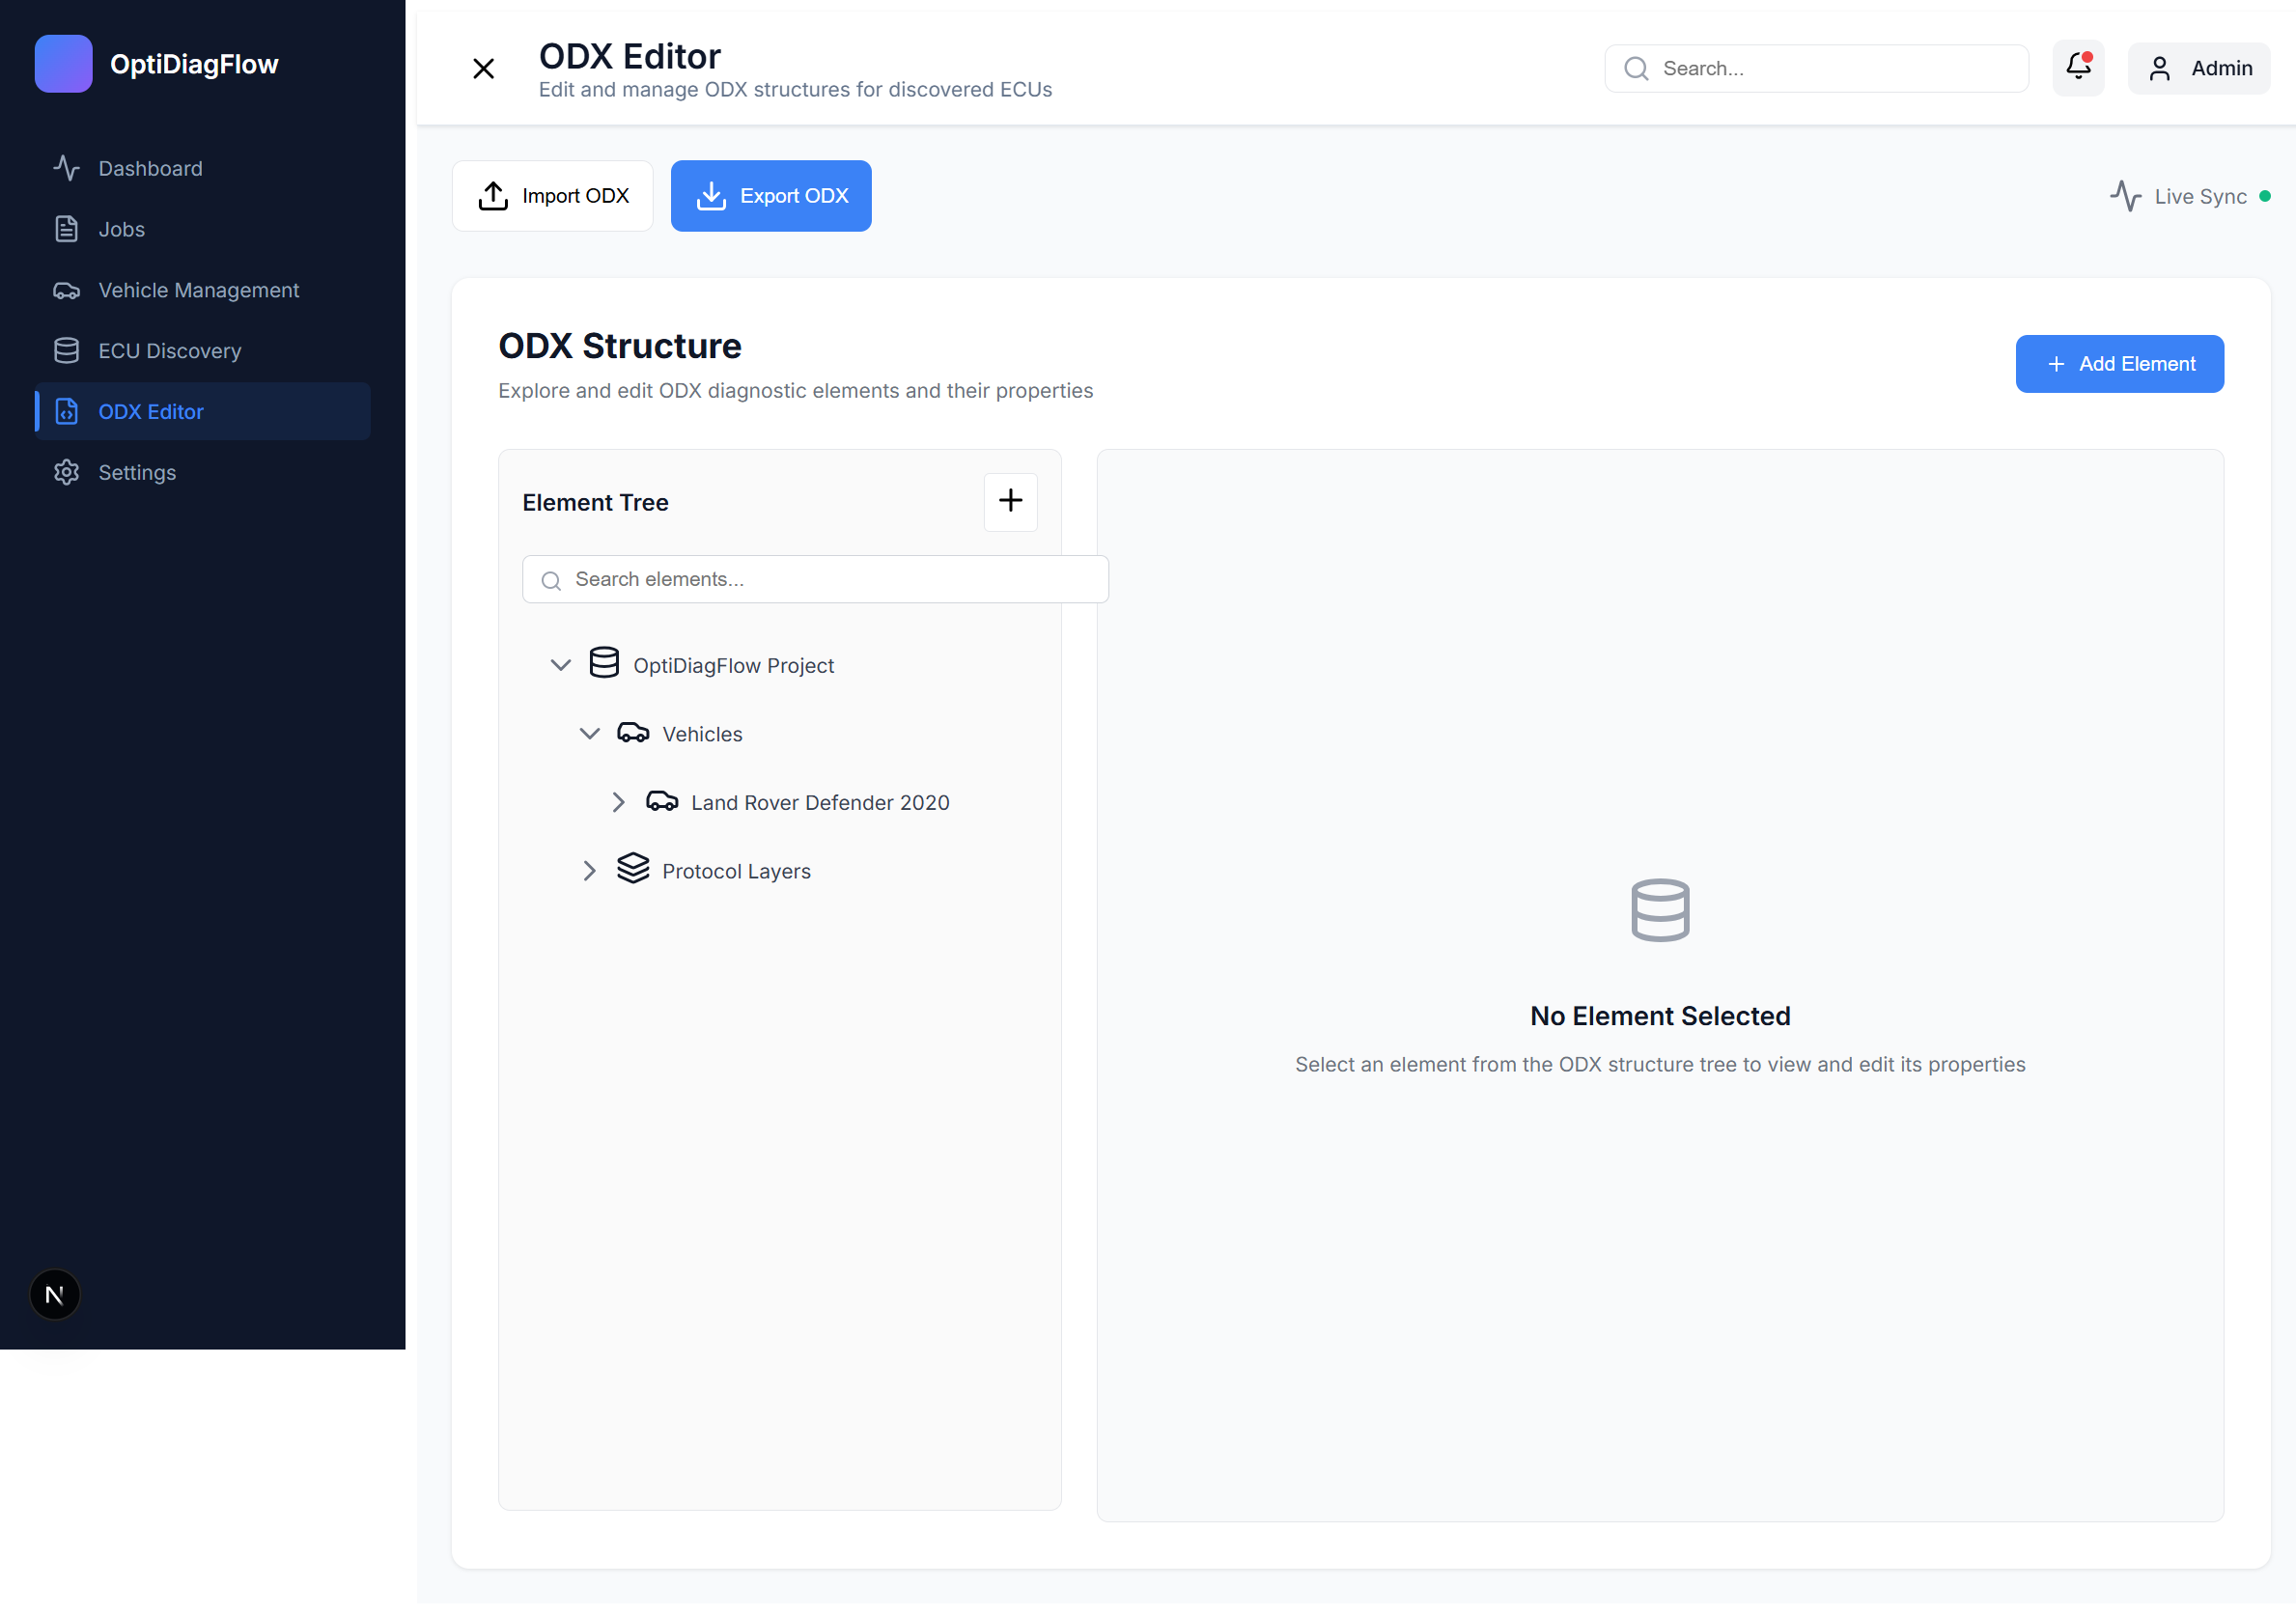 OptiDiagFlow
Dashboard
Jobs
Vehicle Management
ECU Discovery
ODX Editor
Settings
N
ODX Editor
Edit and manage ODX structures for discovered ECUs
Search...
Admin
Import ODX
Export ODX
Live Sync
ODX Structure
Explore and edit ODX diagnostic elements and their properties
Add Element
Element Tree
Search elements...
OptiDiagFlow Project
Vehicles
Land Rover Defender 2020
Protocol Layers
No Element Selected
Select an element from the ODX structure tree to view and edit its properties